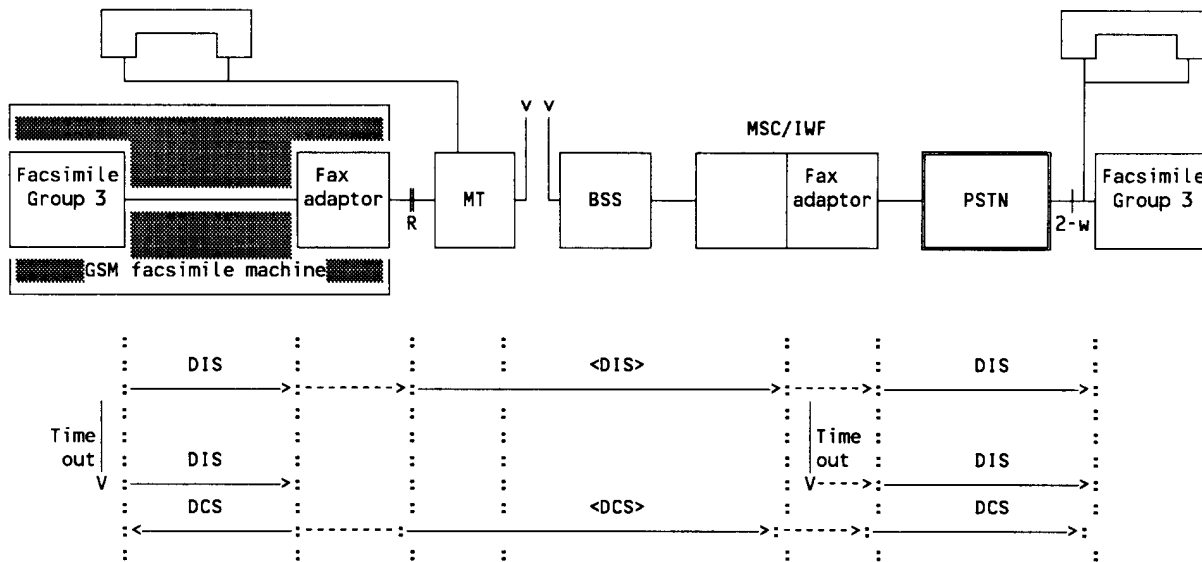 MSC/IWF
Facsimile
Group 3
Fax
adaptor
R
MT
V V
BSS
Fax
adaptor
PSTN
2-w
Facsimile
Group 3
GSM facsimile machine
DIS <DIS> DIS
Time
out
V
Time
out
V
DIS DIS
DCS <DCS> DCS